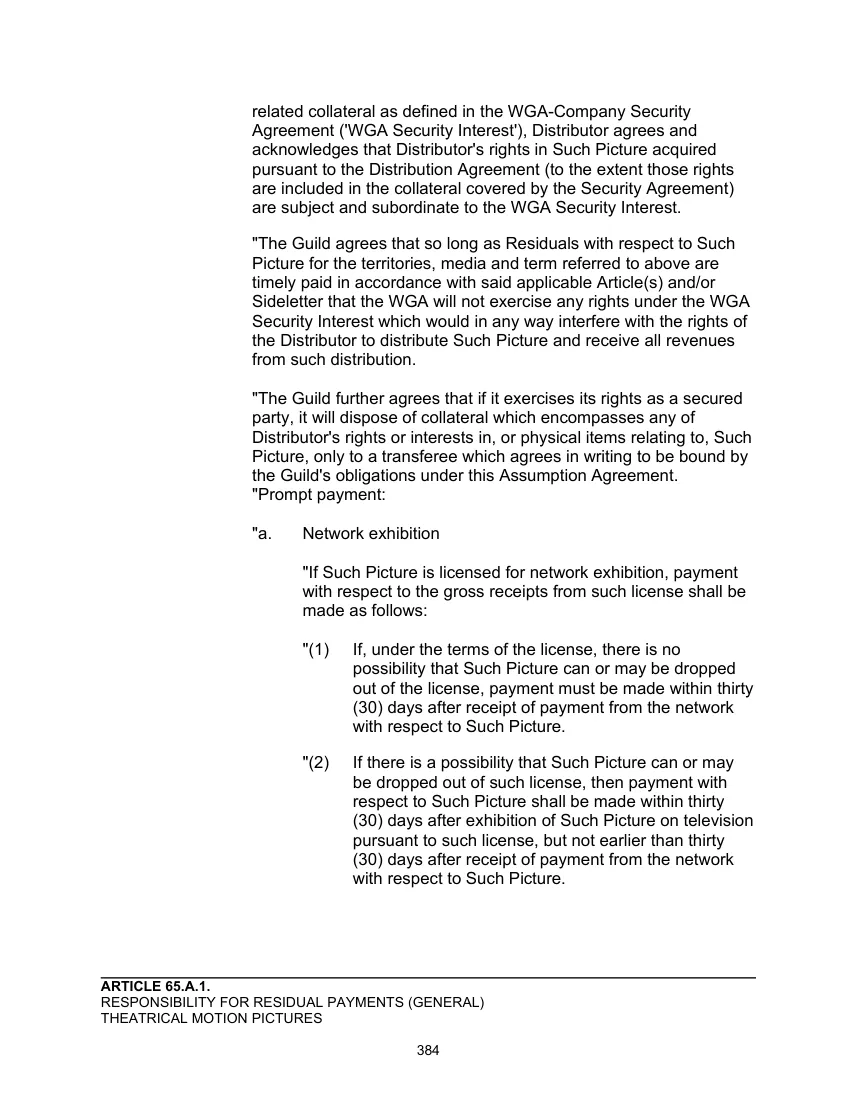 related collateral as defined in the WGA-Company Security
Agreement ('WGA Security Interest'), Distributor agrees and
acknowledges that Distributor's rights in Such Picture acquired
pursuant to the Distribution Agreement (to the extent those rights
are included in the collateral covered by the Security Agreement)
are subject and subordinate to the WGA Security Interest.
"The Guild agrees that so long as Residuals with respect to Such
Picture for the territories, media and term referred to above are
timely paid in accordance with said applicable Article(s) and/or
Sideletter that the WGA will not exercise any rights under the WGA
Security Interest which would in any way interfere with the rights of
the Distributor to distribute Such Picture and receive all revenues
from such distribution.
"The Guild further agrees that if it exercises its rights as a secured
party, it will dispose of collateral which encompasses any of
Distributor's rights or interests in, or physical items relating to, Such
Picture, only to a transferee which agrees in writing to be bound by
the Guild's obligations under this Assumption Agreement.
"Prompt payment:
"a. Network exhibition
"If Such Picture is licensed for network exhibition, payment
with respect to the gross receipts from such license shall be
made as follows:
"(1) If, under the terms of the license, there is no
possibility that Such Picture can or may be dropped
out of the license, payment must be made within thirty
(30) days after receipt of payment from the network
with respect to Such Picture.
"(2) If there is a possibility that Such Picture can or may
be dropped out of such license, then payment with
respect to Such Picture shall be made within thirty
(30) days after exhibition of Such Picture on television
pursuant to such license, but not earlier than thirty
(30) days after receipt of payment from the network
with respect to Such Picture.
ARTICLE 65.A.1.
RESPONSIBILITY FOR RESIDUAL PAYMENTS (GENERAL)
THEATRICAL MOTION PICTURES
384